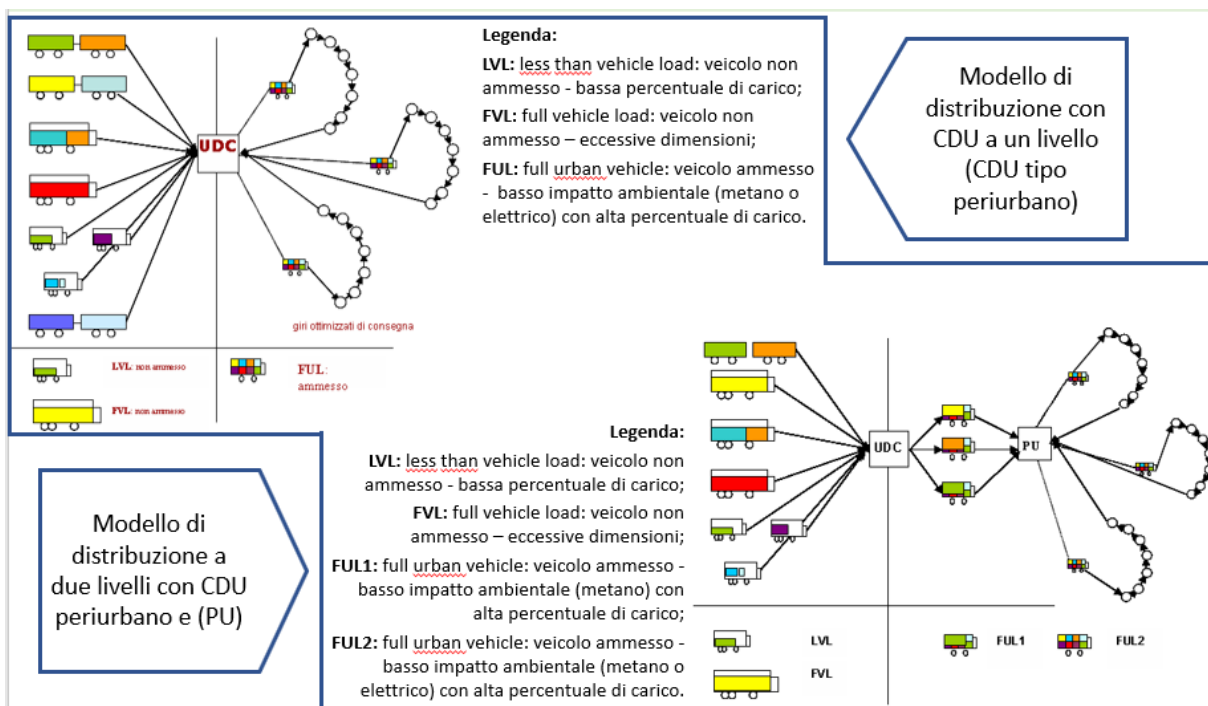 Legenda:
LVL: less than vehicle load: veicolo non
ammesso - bassa percentuale di carico;
FVL: full vehicle load: veicolo non
ammesso – eccessive dimensioni;
FUL: full urban vehicle: veicolo ammesso
- basso impatto ambientale (metano o
elettrico) con alta percentuale di carico.
Modello di
distribuzione con
CDU a un livello
(CDU tipo
periurbano)
UDC
giri ottimizzati di consegna
LVL: non ammesso
FUL:
ammesso
FVL: non ammesso
Modello di
distribuzione a
due livelli con CDU
periurbano e (PU)
Legenda:
LVL: less than vehicle load: veicolo non
ammesso - bassa percentuale di carico;
FVL: full vehicle load: veicolo non
ammesso – eccessive dimensioni;
FUL1: full urban vehicle: veicolo ammesso -
basso impatto ambientale (metano) con
alta percentuale di carico;
FUL2: full urban vehicle: veicolo ammesso -
basso impatto ambientale (metano o
elettrico) con alta percentuale di carico.
UDC
PU
LVL
FUL1
FUL2
FVL